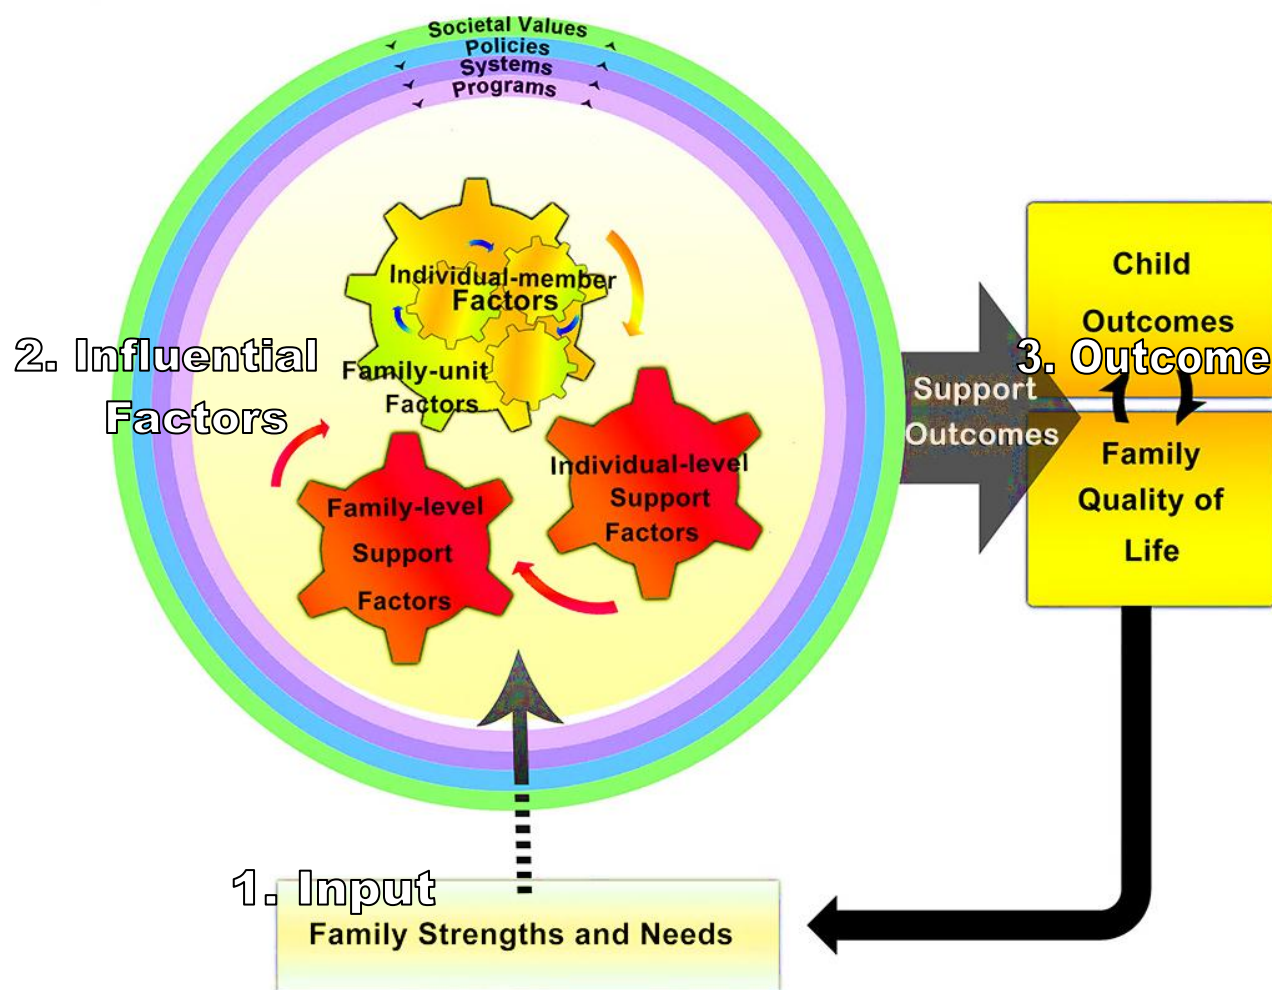 Societal Values
Policies
Systems
Programs
Individual-member
Factors
Family-unit
Factors
2. Influential
Factors
Individual-level
Support
Factors
Family-level
Support
Factors
Support
Outcomes
Child
Outcomes
3. Outcome
Family
Quality of
Life
1. Input
Family Strengths and Needs